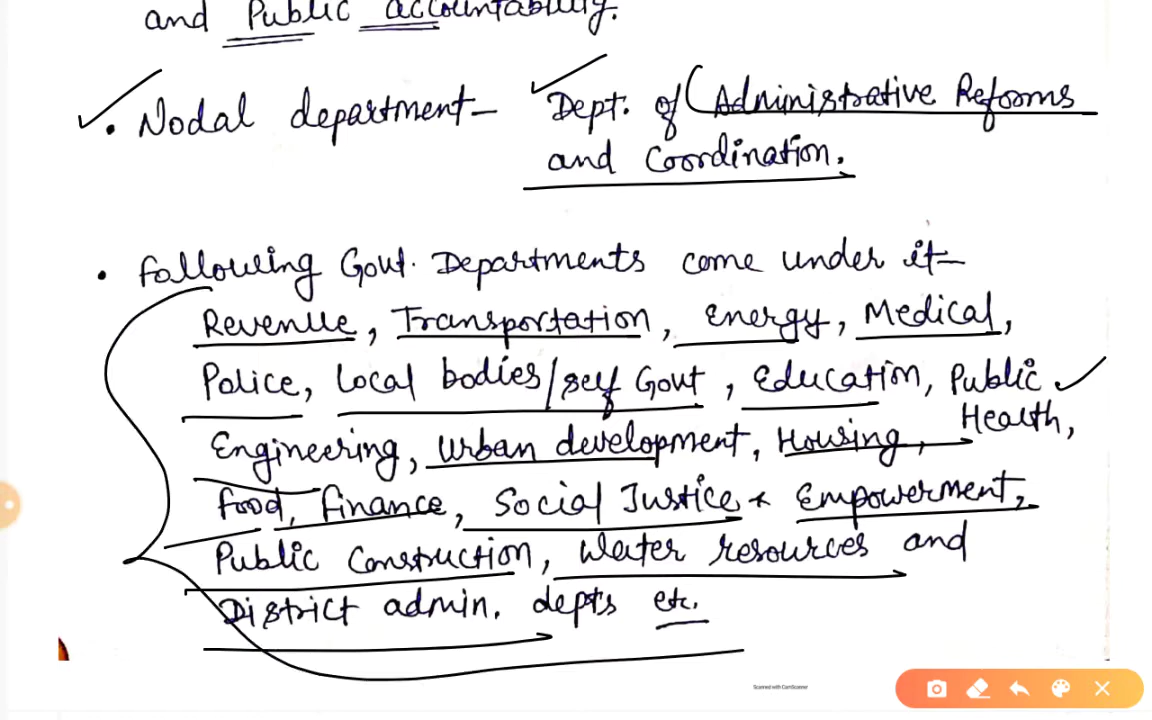 and Public accountability.
• Nodal department – Dept. of (Administrative Reforms
and Coordination.
• Following Govt. Departments come under it –
Revenue, Transportation, Energy, Medical,
Police, Local bodies/self Govt, Education, Public
Health,
Engineering, Urban development, Housing,
Food, Finance, Social Justice & Empowerment,
Public Construction, Water resources and
District admin. depts etc.
Scanned with CamScanner